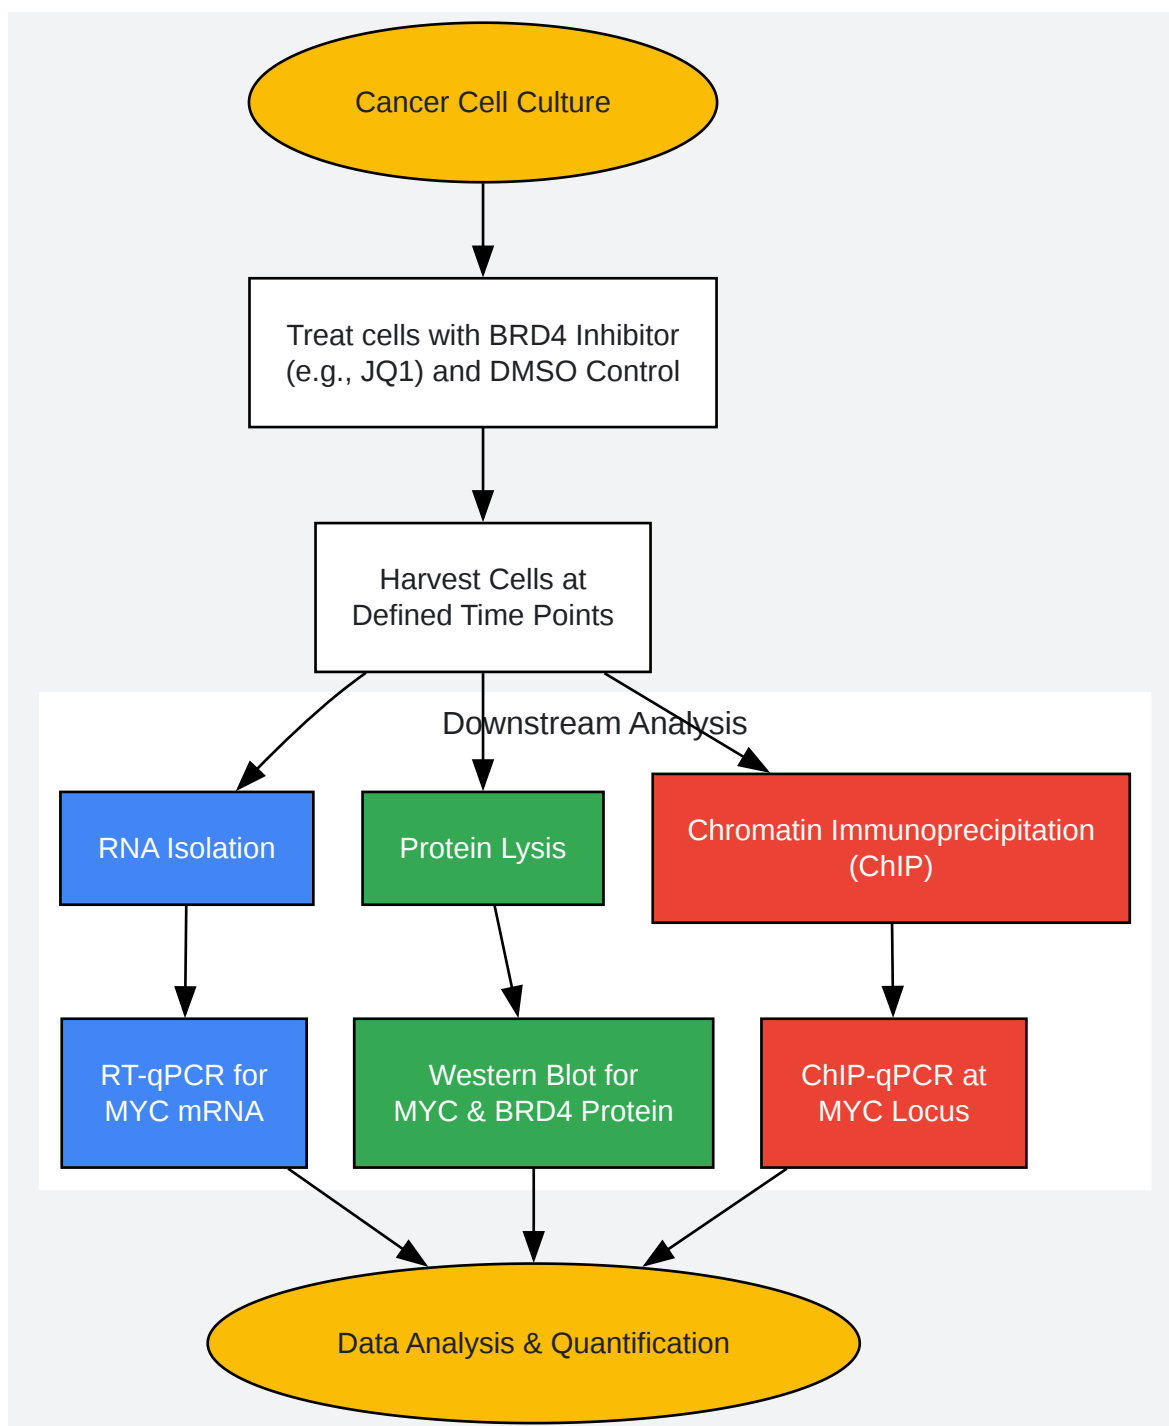 Cancer Cell Culture
Treat cells with BRD4 Inhibitor
(e.g., JQ1) and DMSO Control
Harvest Cells at
Defined Time Points
Downstream Analysis
RNA Isolation
Protein Lysis
Chromatin Immunoprecipitation
(ChIP)
RT-qPCR for
MYC mRNA
Western Blot for
MYC & BRD4 Protein
ChIP-qPCR at
MYC Locus
Data Analysis & Quantification